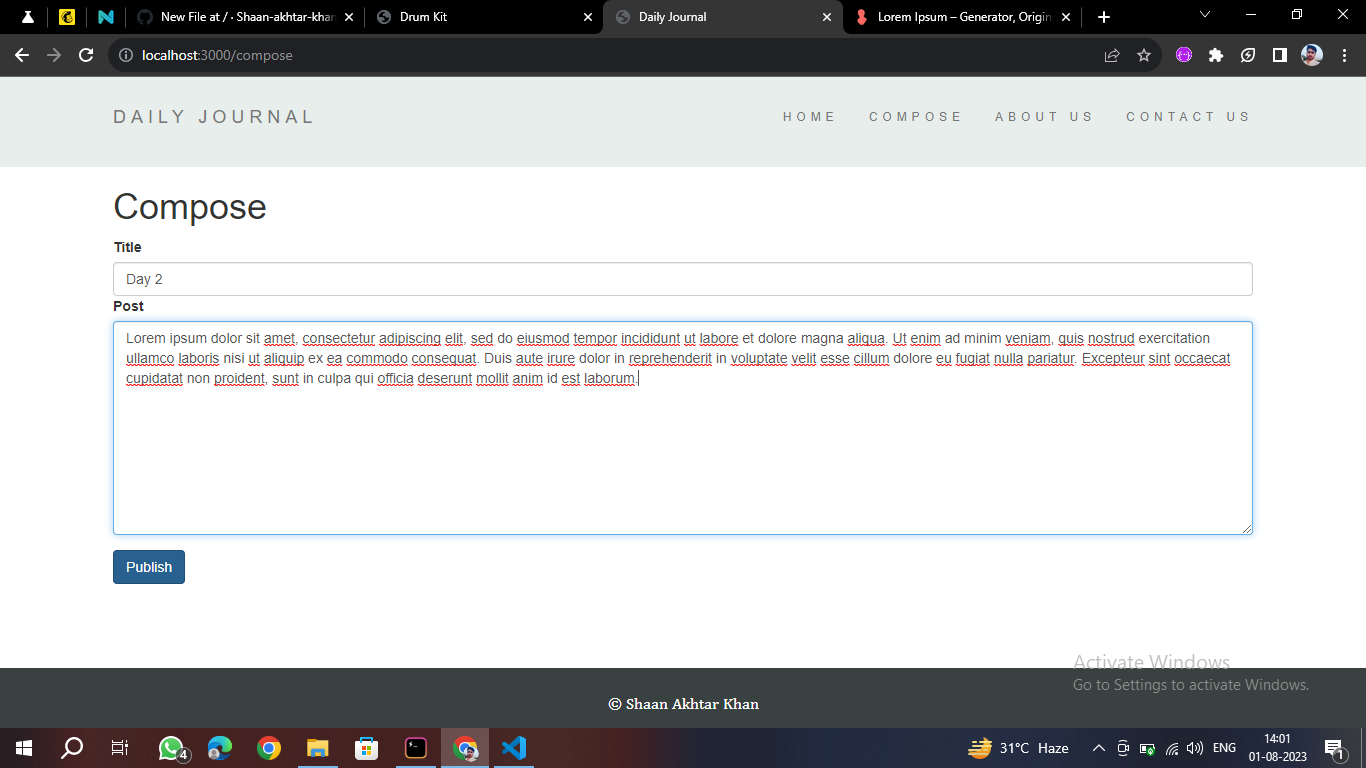 New File at / · Shaan-akhtar-khan
Drum Kit
Daily Journal
Lorem Ipsum – Generator, Origin
localhost:3000/compose
DAILY JOURNAL
HOME
COMPOSE
ABOUT US
CONTACT US
Compose
Title
Day 2
Post
Lorem ipsum dolor sit amet, consectetur adipiscing elit, sed do eiusmod tempor incididunt ut labore et dolore magna aliqua. Ut enim ad minim veniam, quis nostrud exercitation
ullamco laboris nisi ut aliquip ex ea commodo consequat. Duis aute irure dolor in reprehenderit in voluptate velit esse cillum dolore eu fugiat nulla pariatur. Excepteur sint occaecat
cupidatat non proident, sunt in culpa qui officia deserunt mollit anim id est laborum.
Publish
Activate Windows
Go to Settings to activate Windows.
© Shaan Akhtar Khan
4
31°C Haze
ENG
14:01
01-08-2023
1